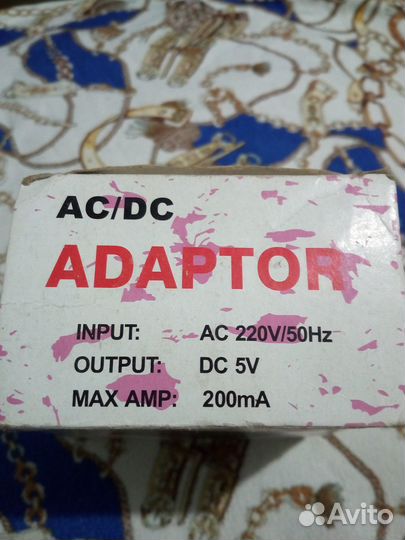 AC/DC
ADAPTOR
INPUT: AC 220V/50Hz
OUTPUT: DC 5V
MAX AMP: 200mA
Avito